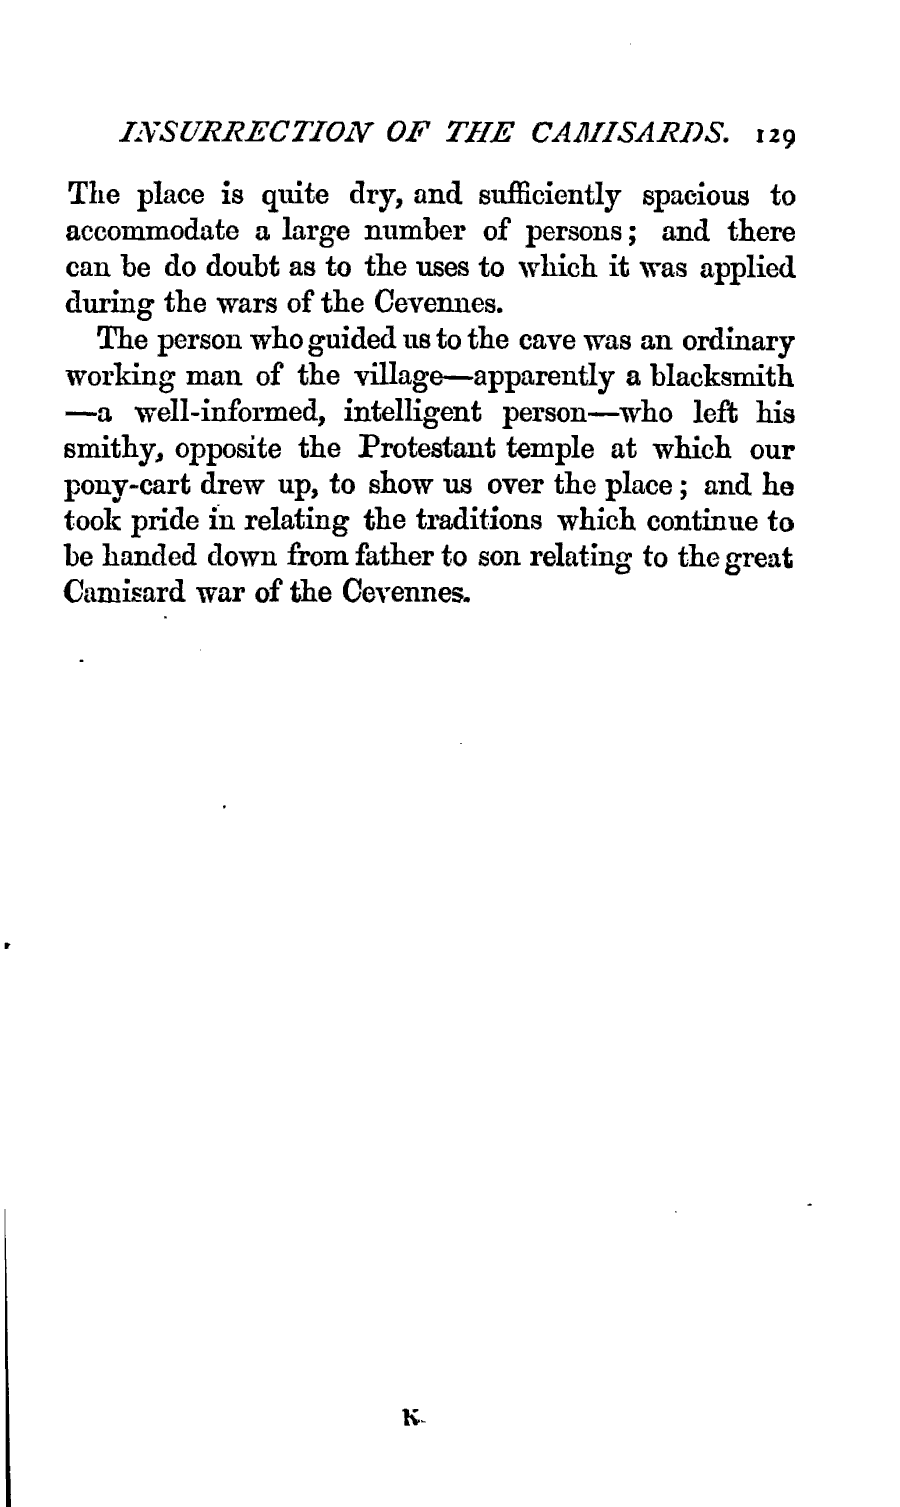 INSURRECTION OF THE CAMISARDS. 129
The place is quite dry, and sufficiently spacious to
accommodate a large number of persons; and there
can be do doubt as to the uses to which it was applied
during the wars of the Cevennes.
The person who guided us to the cave was an ordinary
working man of the village—apparently a blacksmith
—a well-informed, intelligent person—who left his
smithy, opposite the Protestant temple at which our
pony-cart drew up, to show us over the place; and he
took pride in relating the traditions which continue to
be handed down from father to son relating to the great
Camisard war of the Cevennes.
K